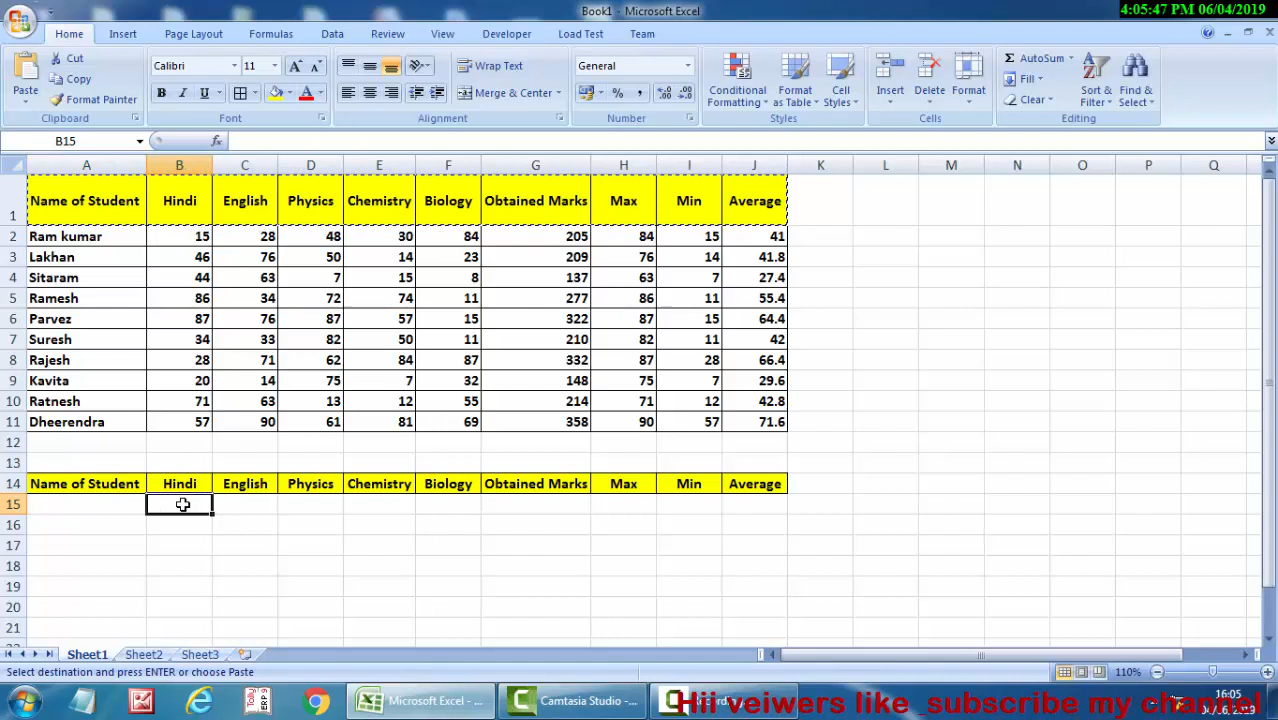 Book1 - Microsoft Excel
4:05:47 PM 06/04/2019
Home Insert Page Layout Formulas Data Review View Developer Load Test Team
Paste Cut Calibri 11 Wrap Text General Conditional Formatting Format as Table Cell Styles Insert Delete Format AutoSum Sort & Filter Find & Select
Copy Fill
Format Painter B I U A Merge & Center % , Clear
Clipboard Font Alignment Number Styles Cells Editing
B15 fx
A B C D E F G H I J K L M N O P Q
1 Name of Student Hindi English Physics Chemistry Biology Obtained Marks Max Min Average
2 Ram kumar 15 28 48 30 84 205 84 15 41
3 Lakhan 46 76 50 14 23 209 76 14 41.8
4 Sitaram 44 63 7 15 8 137 63 7 27.4
5 Ramesh 86 34 72 74 11 277 86 11 55.4
6 Parvez 87 76 87 57 15 322 87 15 64.4
7 Suresh 34 33 82 50 11 210 82 11 42
8 Rajesh 28 71 62 84 87 332 87 28 66.4
9 Kavita 20 14 75 7 32 148 75 7 29.6
10 Ratnesh 71 63 13 12 55 214 71 12 42.8
11 Dheerendra 57 90 61 81 69 358 90 57 71.6
12
13
14 Name of Student Hindi English Physics Chemistry Biology Obtained Marks Max Min Average
15
16
17
18
19
20
21
Sheet1 Sheet2 Sheet3
Select destination and press ENTER or choose Paste 110%
Microsoft Excel - ... Camtasia Studio -... 16:05
Hii veiwers like subscribe my channel